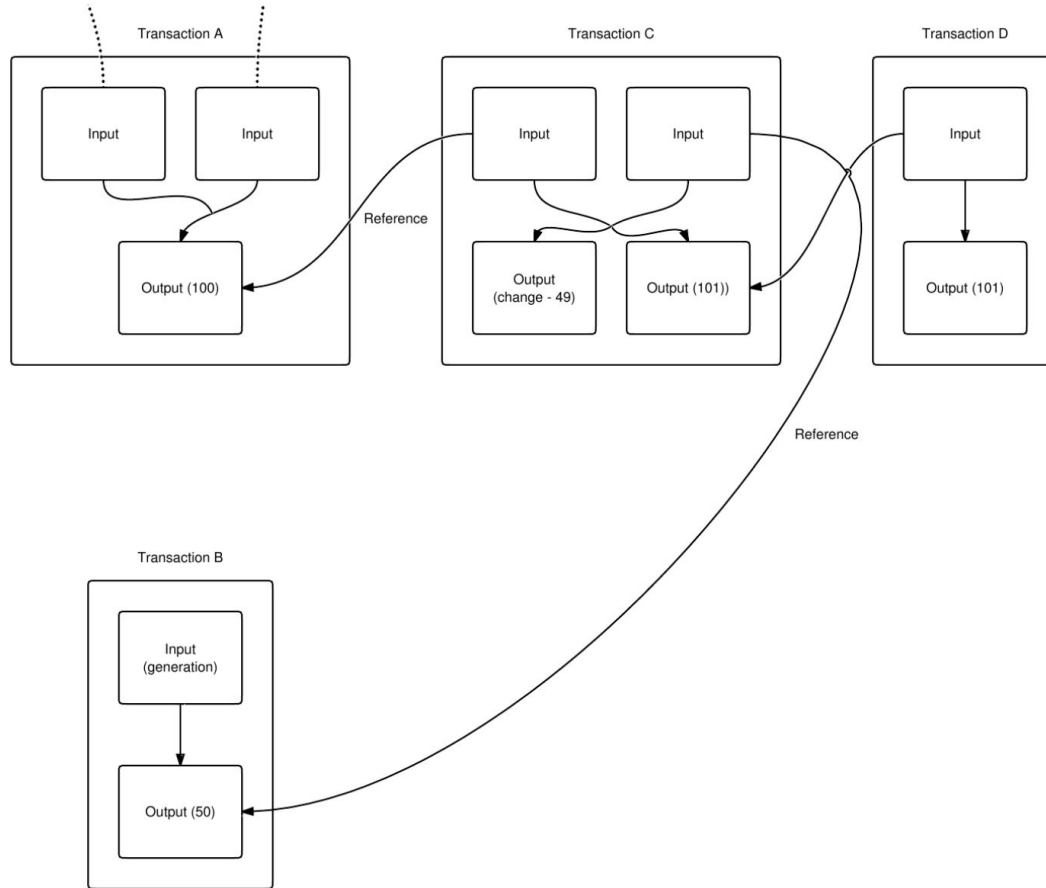 Transaction A
Transaction C
Transaction D
Input
Input
Input
Input
Input
Reference
Output (100)
Output
(change - 49)
Output (101))
Output (101)
Reference
Transaction B
Input
(generation)
Output (50)